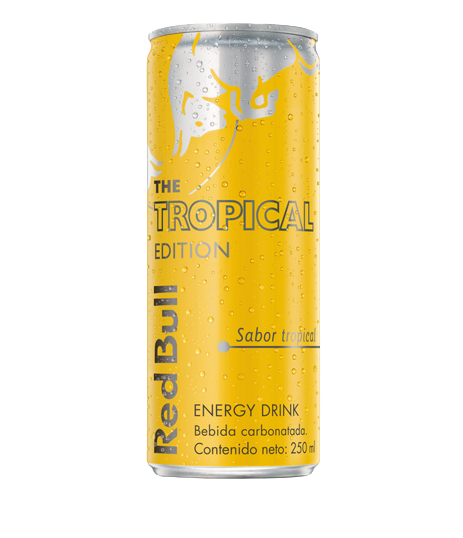 THE
TROPICAL
EDITION
Red Bull
Sabor tropical
ENERGY DRINK
Bebida carbonatada.
Contenido neto: 250 ml